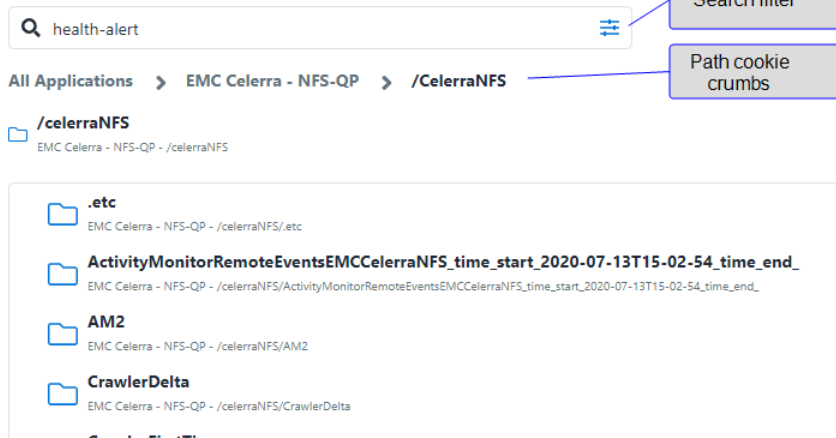 Search filter
health-alert
All Applications > EMC Celerra - NFS-QP > /CelerraNFS
Path cookie
crumbs
/celerraNFS
EMC Celerra - NFS-QP - /celerraNFS
.etc
EMC Celerra - NFS-QP - /celerraNFS/.etc
ActivityMonitorRemoteEventsEMCCelerraNFS_time_start_2020-07-13T15-02-54_time_end_
EMC Celerra - NFS-QP - /celerraNFS/ActivityMonitorRemoteEventsEMCCelerraNFS_time_start_2020-07-13T15-02-54_time_end_
AM2
EMC Celerra - NFS-QP - /celerraNFS/AM2
CrawlerDelta
EMC Celerra - NFS-QP - /celerraNFS/CrawlerDelta